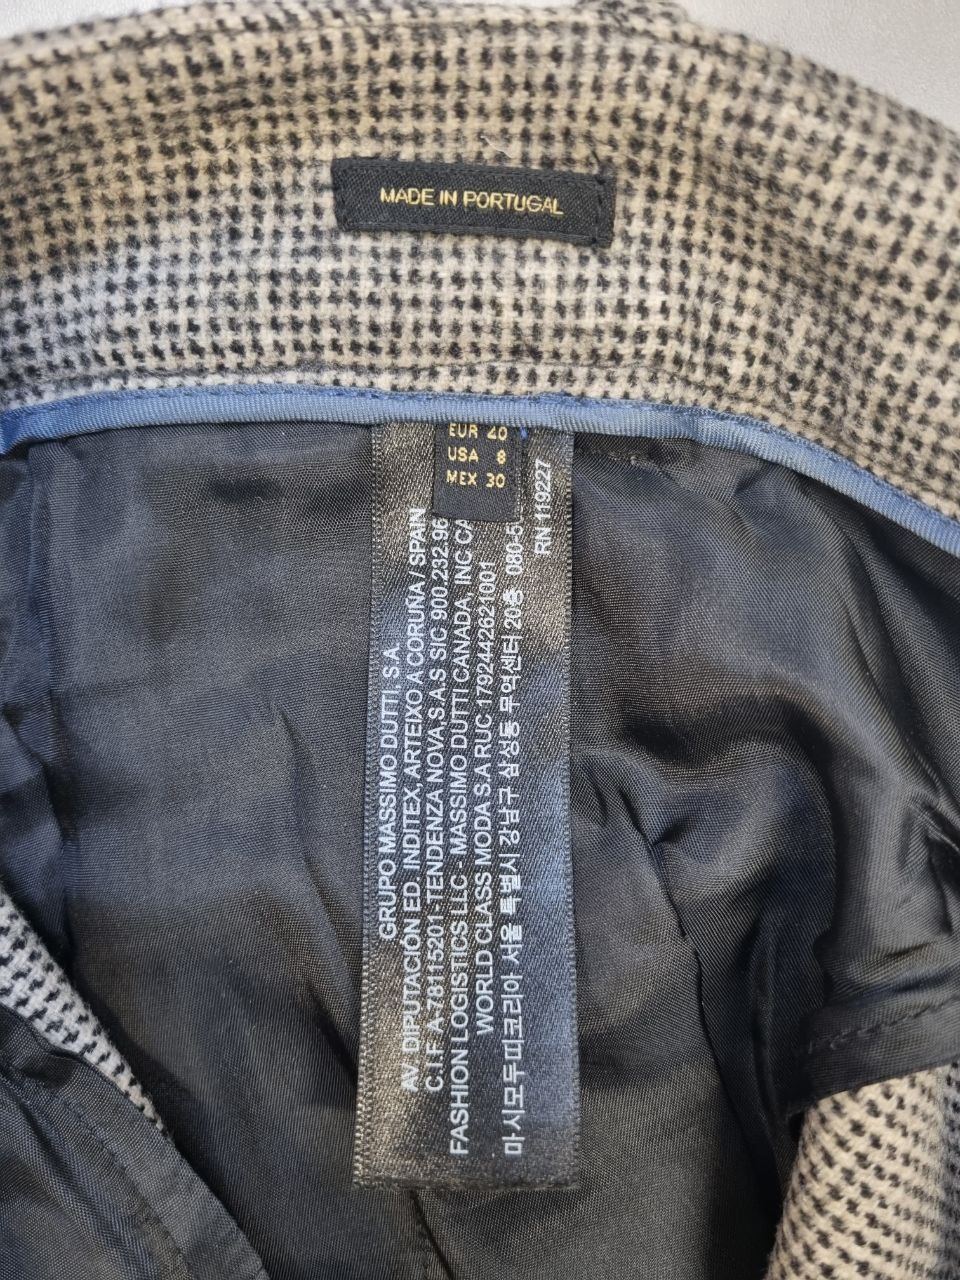 MADE IN PORTUGAL
EUR 40
USA 8
MEX 30
GRUPO MASSIMO DUTTI, S.A.
AV. DIPUTACIÓN ED. INDITEX, ARTEIXO A CORUÑA / SPAIN
C.I.F. A-78115201-TENDENZA NOVA,S.A.S SIC 900.232.96
FASHION LOGISTICS LLC - MASSIMO DUTTI CANADA, INC CA
WORLD CLASS MODA S.A RUC 1792442621001
마시모두띠코리아 서울 특별시 강남구 삼성동 무역센터 20층 080-5
RN 119227